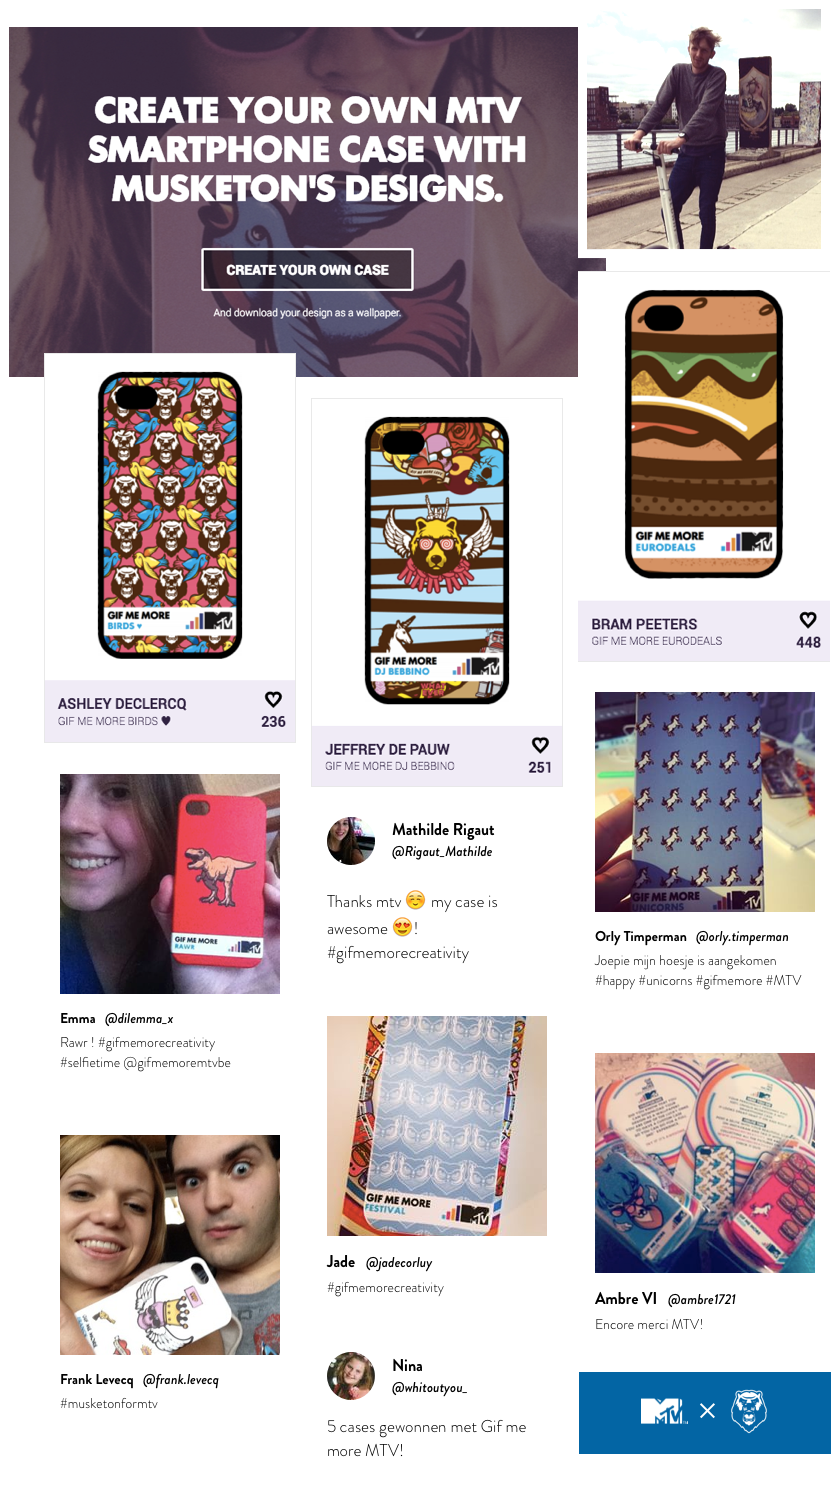 CREATE YOUR OWN MTV
SMARTPHONE CASE WITH
MUSKETON'S DESIGNS.
CREATE YOUR OWN CASE
And download your design as a wallpaper.
GIF ME MORE
BIRDS ♥
MTV
ASHLEY DECLERCQ
GIF ME MORE BIRDS ♥
236
GIF ME MORE
DJ BEBBINO
MTV
JEFFREY DE PAUW
GIF ME MORE DJ BEBBINO
251
GIF ME MORE
EURODEALS
MTV
BRAM PEETERS
GIF ME MORE EURODEALS
448
GIF ME MORE
RAWR
MTV
Emma @dilemma_x
Rawr ! #gifmemorecreativity
#selfietime @gifmemoremtvbe
Frank Levecq @frank.levecq
#musketonformtv
Mathilde Rigaut
@Rigaut_Mathilde
Thanks mtv ☺️ my case is
awesome 😍!
#gifmemorecreativity
GIF ME MORE
FESTIVAL
MTV
Jade @jadecorluy
#gifmemorecreativity
Nina
@whitoutyou_
5 cases gewonnen met Gif me
more MTV!
GIF ME MORE
UNICORNS
MTV
Orly Timperman @orly.timperman
Joepie mijn hoesje is aangekomen
#happy #unicorns #gifmemore #MTV
Ambre Vl @ambre1721
Encore merci MTV!
MTV ×